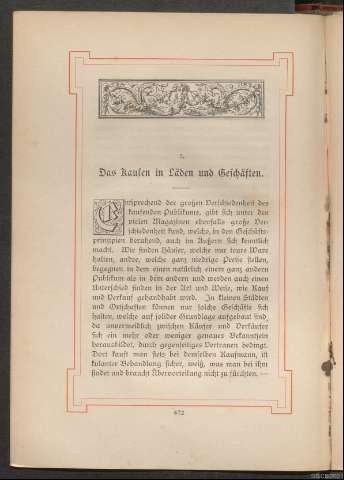 5.
Das Kaufen in Läden und Geschäften.
Entsprechend der großen Verschiedenheit des
kaufenden Publikums, gibt sich unter den
vielen Magazinen ebenfalls große Ver-
schiedenheit kund, welche, in den Geschäfts-
prinzipien beruhend, auch im Äußern sich kenntlich
macht. Wir finden Häuser, welche nur teure Ware
halten, andre, welche ganz niedrige Preise stellen,
begegnen in dem einen natürlich einem ganz andern
Publikum als in dem andern und werden auch einen
Unterschied finden in der Art und Weise, wie Kauf
und Verkauf gehandhabt wird. In kleinen Städten
und Ortschaften können nur solche Geschäfte sich
halten, welche auf solider Grundlage aufgebaut sind,
da unvermeidlich zwischen Käufer und Verkäufer
sich ein mehr oder weniger genaues Bekanntsein
herausbildet, durch gegenseitiges Vertrauen bedingt.
Dort kauft man stets bei demselben Kaufmann, ist
kulanter Behandlung sicher, weiß, was man bei ihm
findet und braucht Übervorteilung nicht zu fürchten. —
672